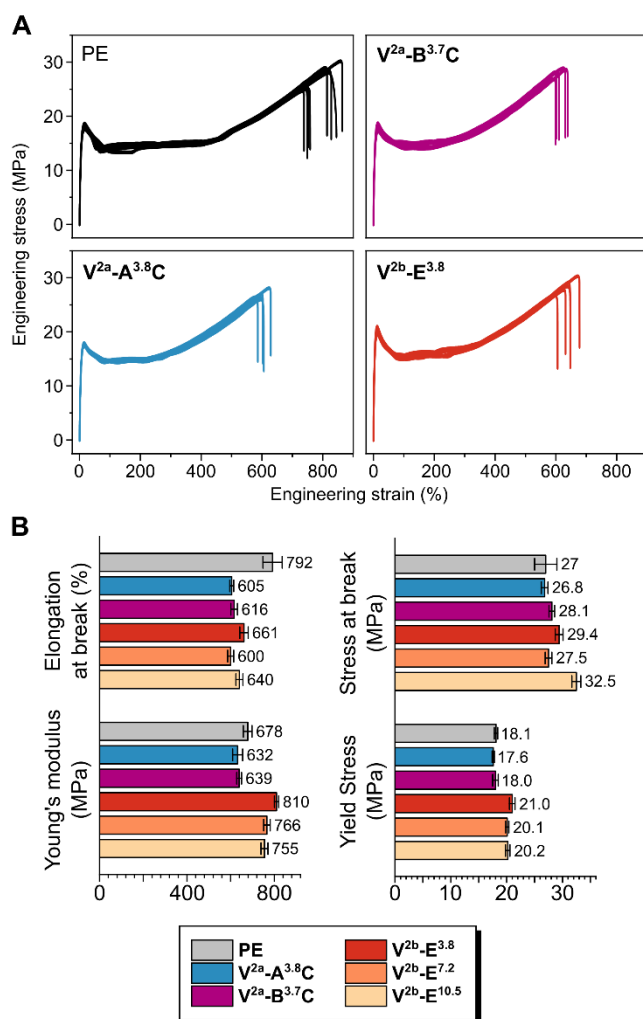 A
PE
V2a-B3.7C
30
20
10
0
Engineering stress (MPa)
V2a-A3.8C
V2b-E3.8
30
20
10
0
0 200 400 600 800
0 200 400 600 800
Engineering strain (%)
B
Elongation
at break (%)
792
605
616
661
600
640
Stress at break
(MPa)
27
26.8
28.1
29.4
27.5
32.5
Young's modulus
(MPa)
678
632
639
810
766
755
0 400 800
Yield Stress
(MPa)
18.1
17.6
18.0
21.0
20.1
20.2
0 10 20 30
PE
V2a-A3.8C
V2a-B3.7C
V2b-E3.8
V2b-E7.2
V2b-E10.5